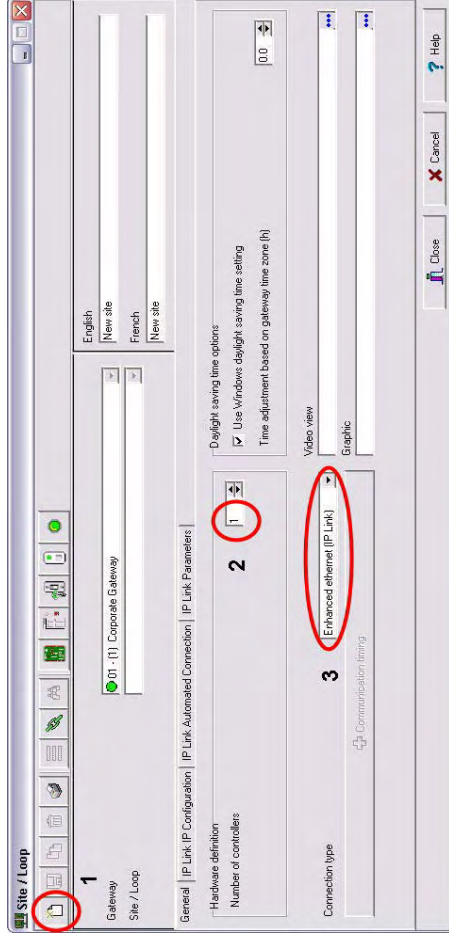 Site / Loop
1
Gateway
01 - (1) Corporate Gateway
Site / Loop
English
New site
French
New site
General
IP Link IP Configuration
IP Link Automated Connection
IP Link Parameters
Hardware definition
Number of controllers
1
2
Daylight saving time options
Use Windows daylight saving time setting
Time adjustment based on gateway time zone (h)
0.0
Connection type
Enhanced ethernet (IP Link)
3
Communication timing
Video view
Graphic
Close
Cancel
Help